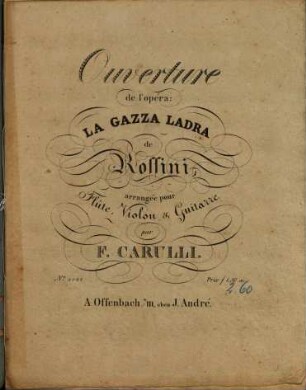 Ouverture
de l'opéra:
LA GAZZA LADRA
de
Rossini,
arrangée pour
Flûte, Violon & Guitarre
par
F. CARULLI.
N.º
Prix f
2.60
A Offenbach s/m, chez J. André.